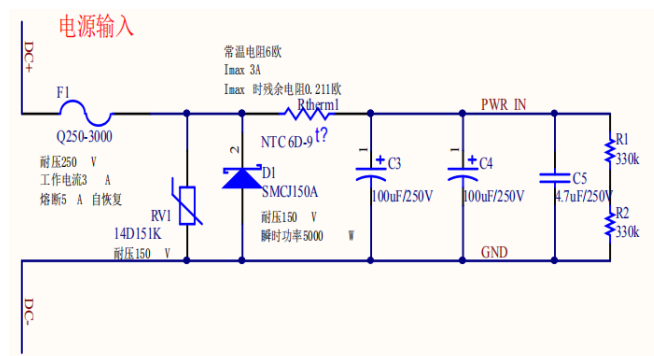 电源输入
DC+
常温电阻6欧
Imax 3A
Imax 时残余电阻0.211欧
F1
Rtherm1
PWR IN
Q250-3000
NTC 6D-9
t?
耐压250 V
工作电流3 A
熔断5 A 自恢复
2
D1
SMCJ150A
1
C3
100uF/250V
1
C4
100uF/250V
C5
4.7uF/250V
R1
330k
R2
330k
RV1
14D151K
耐压150 V
耐压150 V
瞬时功率5000 W
GND
DC-